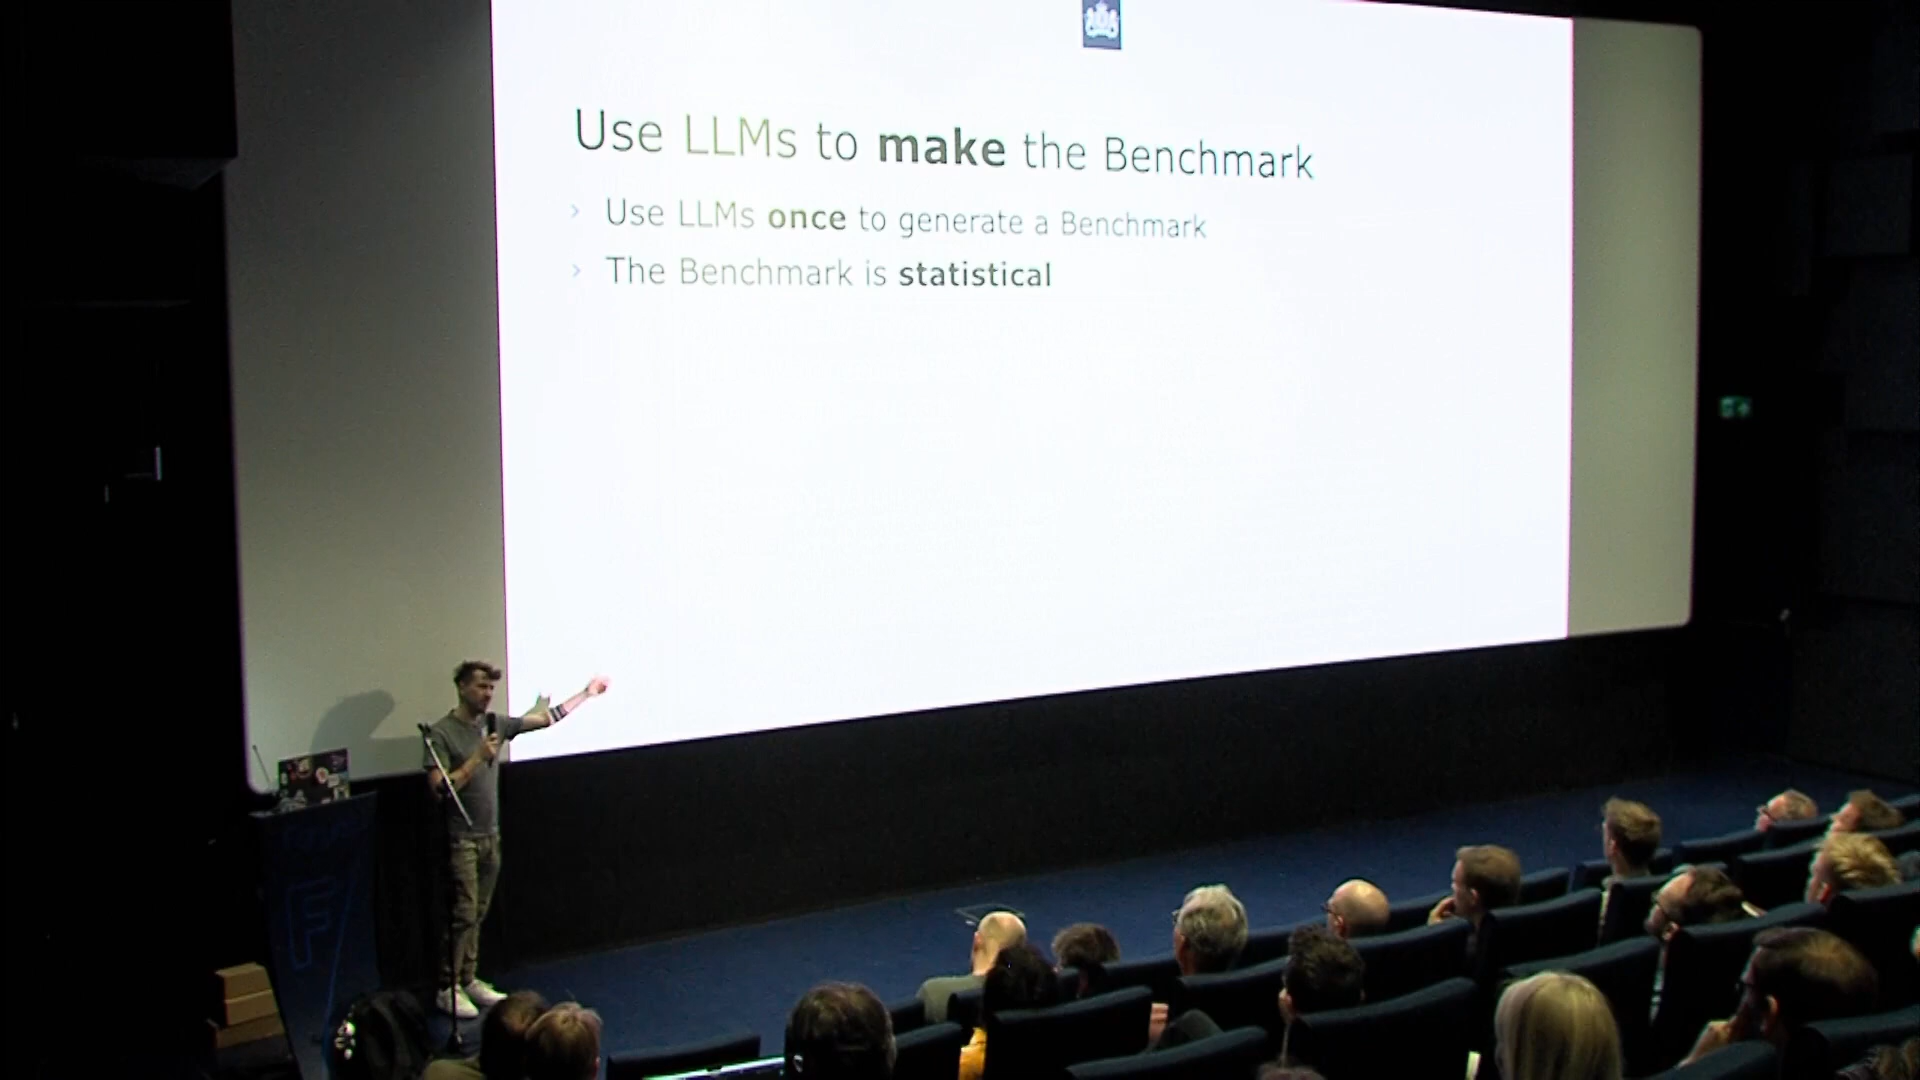 Use LLMs to make the Benchmark
› Use LLMs once to generate a Benchmark
› The Benchmark is statistical